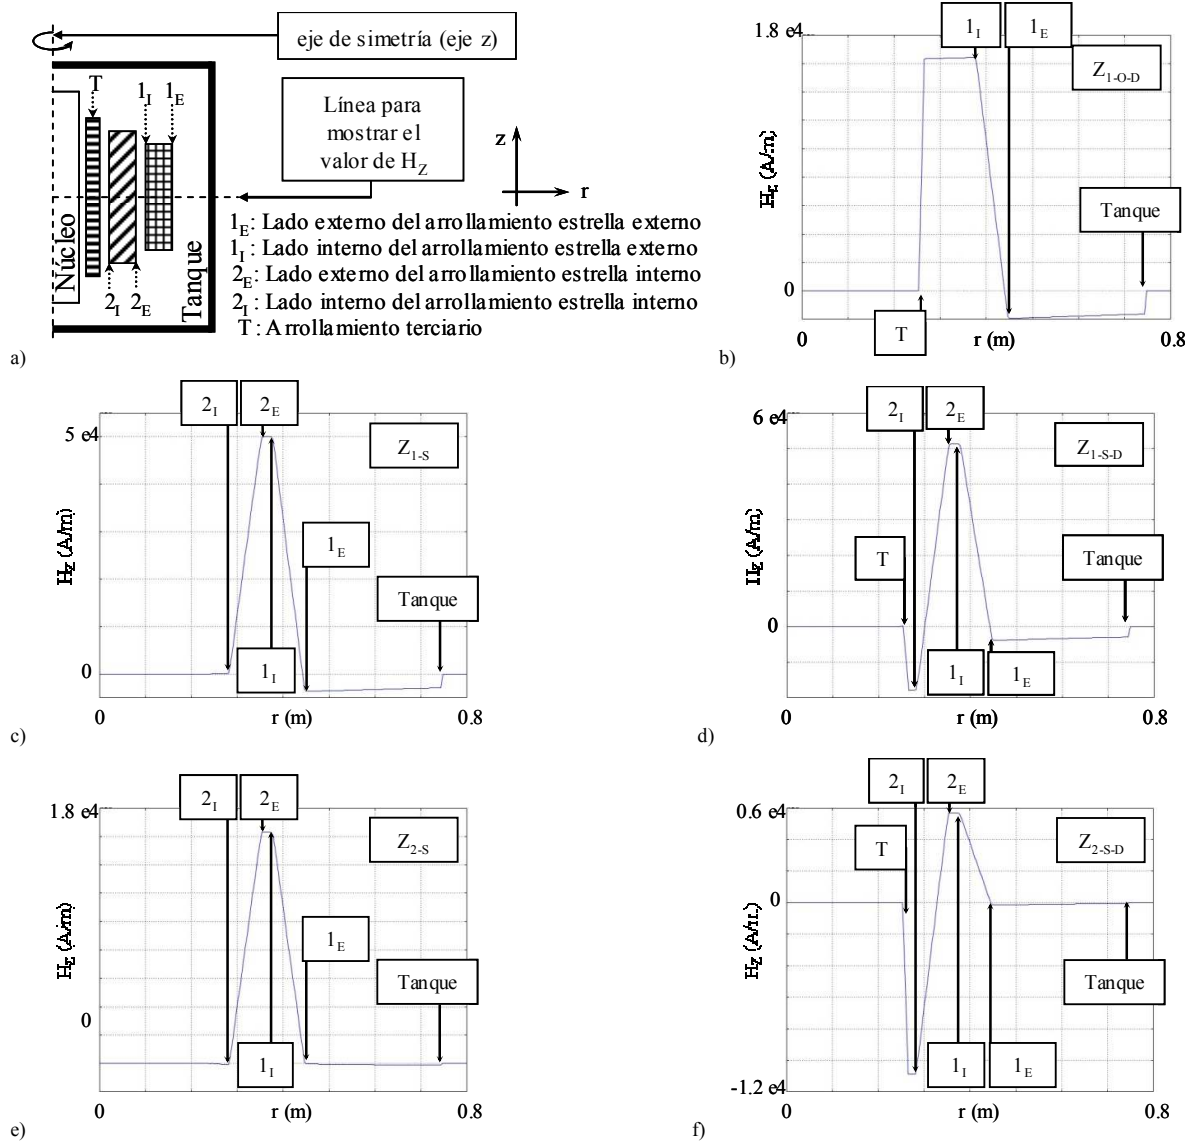 eje de simetría (eje z)
T
1I
1E
Línea para
mostrar el
valor de HZ
z
r
Núcleo
2I
2E
Tanque
1E: Lado externo del arrollamiento estrella externo
1I: Lado interno del arrollamiento estrella externo
2E: Lado externo del arrollamiento estrella interno
2I: Lado interno del arrollamiento estrella interno
T: Arrollamiento terciario
a)
1.8 e4
1I
1E
Z1-O-D
HZ (A/m)
Tanque
0
T
0
r (m)
0.8
b)
2I
2E
5 e4
Z1-S
HZ (A/m)
1E
Tanque
0
1I
0
r (m)
0.8
c)
6 e4
2I
2E
Z1-S-D
HZ (A/m)
T
Tanque
0
1I
1E
0
r (m)
0.8
d)
1.8 e4
2I
2E
Z2-S
HZ (A/m)
1E
Tanque
0
1I
0
r (m)
0.8
e)
0.6 e4
2I
2E
Z2-S-D
T
0
HZ (A/m)
Tanque
1I
1E
-1.2 e4
0
r (m)
0.8
f)